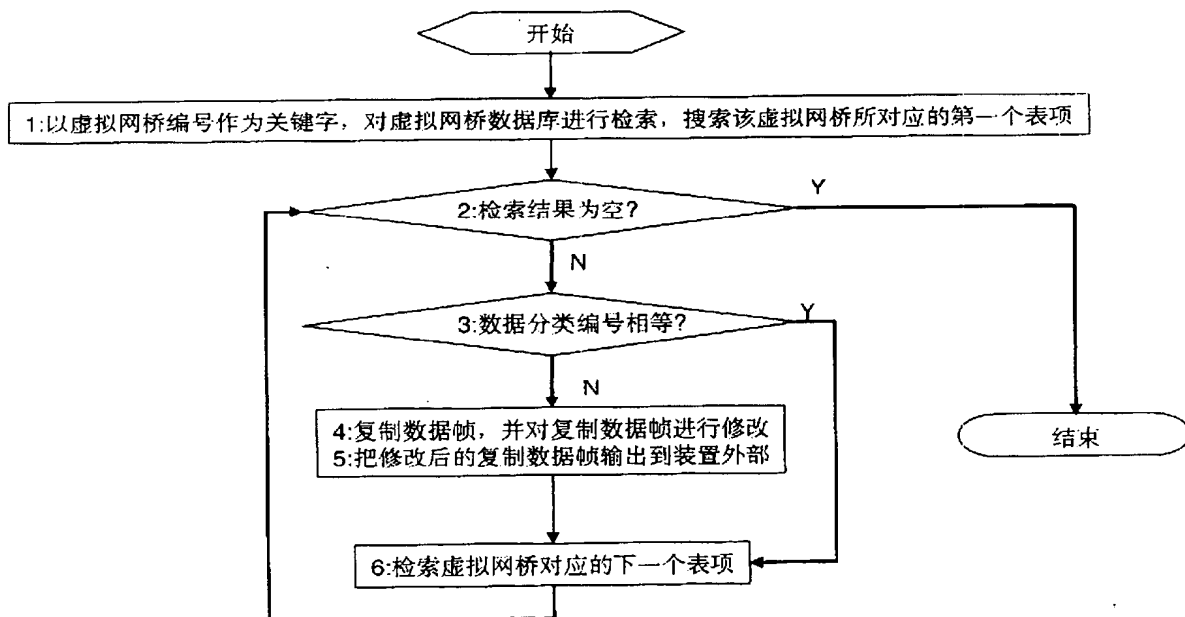 开始
1:以虚拟网桥编号作为关键字，对虚拟网桥数据库进行检索，搜索该虚拟网桥所对应的第一个表项
2:检索结果为空?
Y
N
3:数据分类编号相等?
Y
N
4:复制数据帧，并对复制数据帧进行修改
5:把修改后的复制数据帧输出到装置外部
结束
6:检索虚拟网桥对应的下一个表项